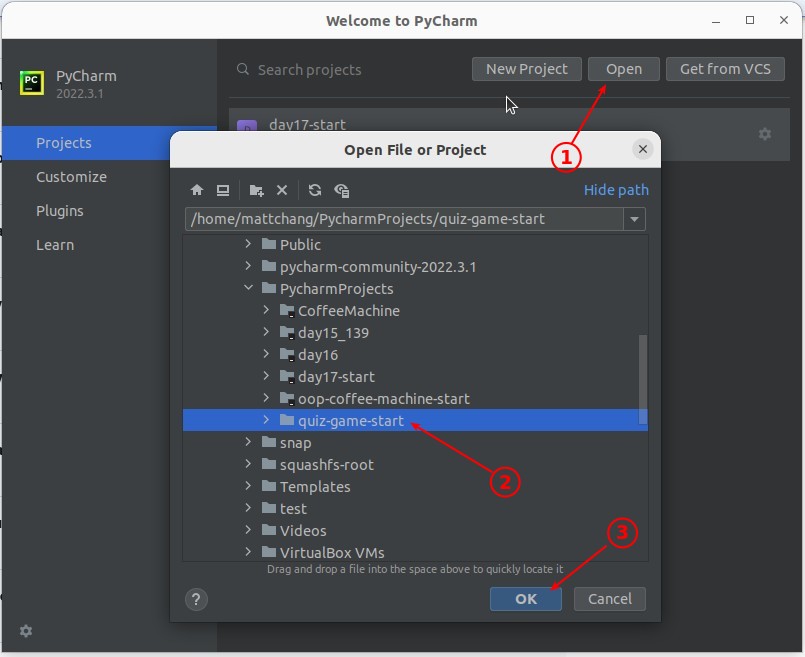 Welcome to PyCharm
PC
PyCharm
2022.3.1
Search projects
New Project
Open
Get from VCS
day17-start
Projects
Customize
Plugins
Learn
Open File or Project
1
Hide path
/home/mattchang/PycharmProjects/quiz-game-start
Public
pycharm-community-2022.3.1
PycharmProjects
CoffeeMachine
day15_139
day16
day17-start
oop-coffee-machine-start
quiz-game-start
snap
2
squashfs-root
Templates
test
Videos
3
VirtualBox VMs
Drag and drop a file into the space above to quickly locate it
?
OK
Cancel